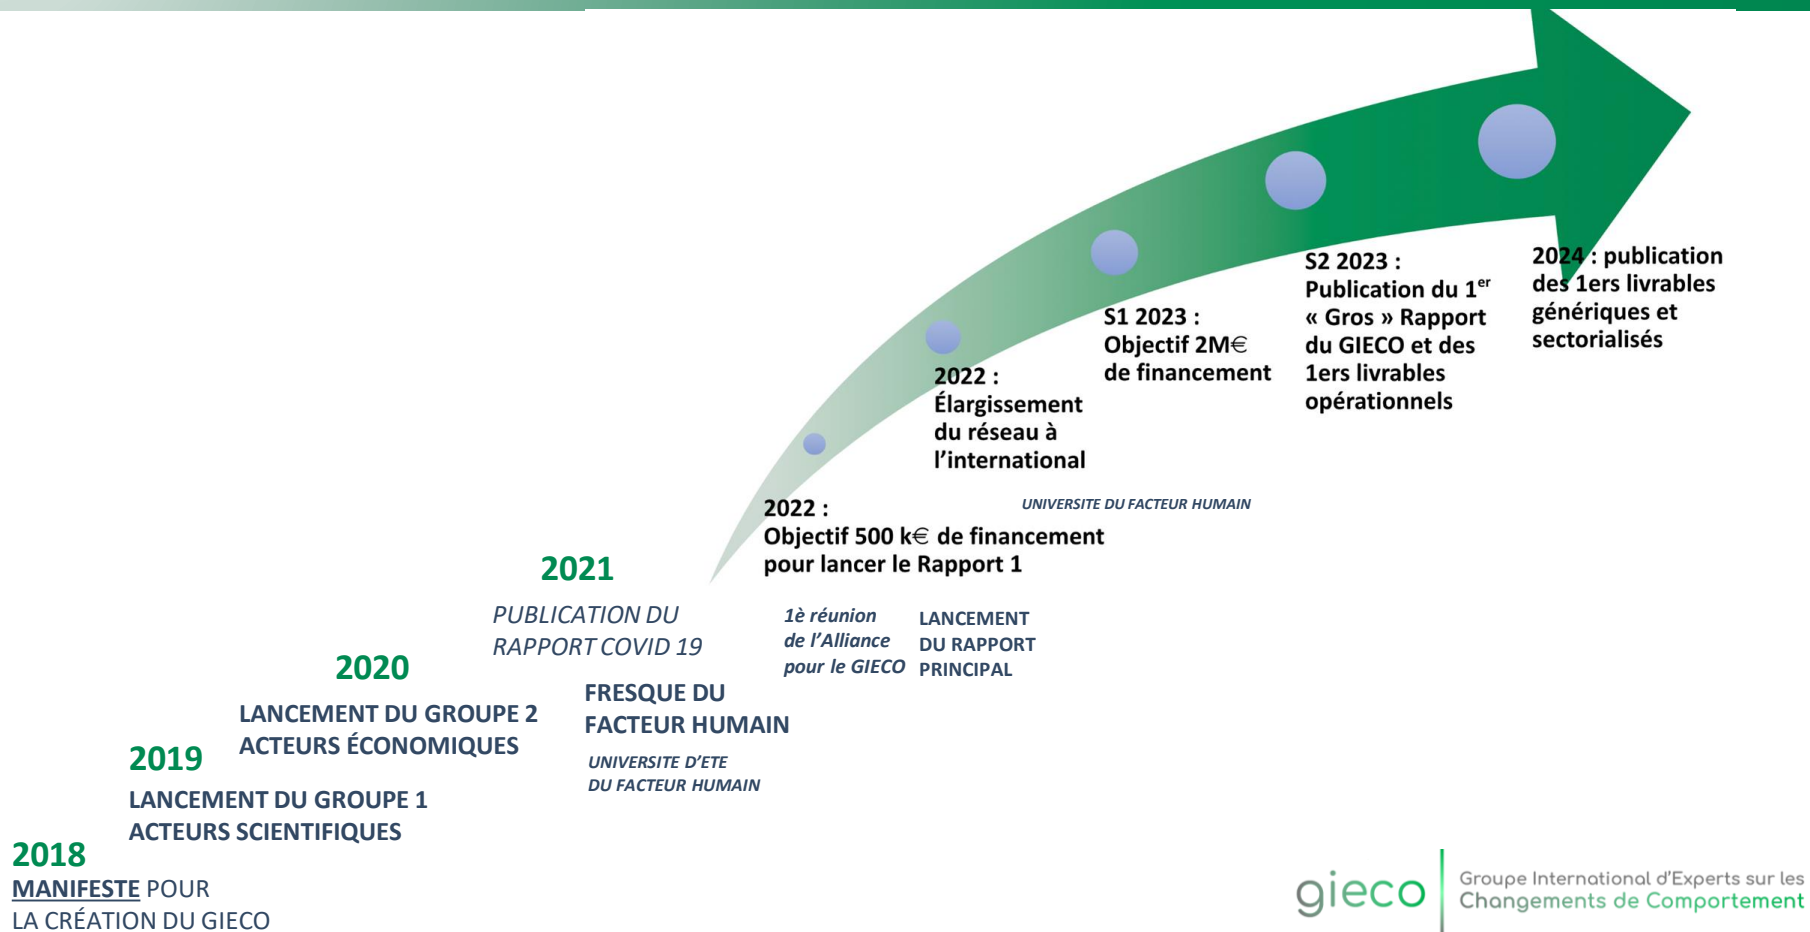 2018
MANIFESTE POUR
LA CRÉATION DU GIECO
2019
LANCEMENT DU GROUPE 1
ACTEURS SCIENTIFIQUES
2020
LANCEMENT DU GROUPE 2
ACTEURS ÉCONOMIQUES
2021
PUBLICATION DU
RAPPORT COVID 19
FRESQUE DU
FACTEUR HUMAIN
UNIVERSITE D'ETE
DU FACTEUR HUMAIN
2022 :
Objectif 500 k€ de financement
pour lancer le Rapport 1
1è réunion
de l'Alliance
pour le GIECO
LANCEMENT
DU RAPPORT
PRINCIPAL
2022 :
Élargissement
du réseau à
l'international
UNIVERSITE DU FACTEUR HUMAIN
S1 2023 :
Objectif 2M€
de financement
S2 2023 :
Publication du 1er
« Gros » Rapport
du GIECO et des
1ers livrables
opérationnels
2024 : publication
des 1ers livrables
génériques et
sectorialisés
gieco
Groupe International d'Experts sur les
Changements de Comportement